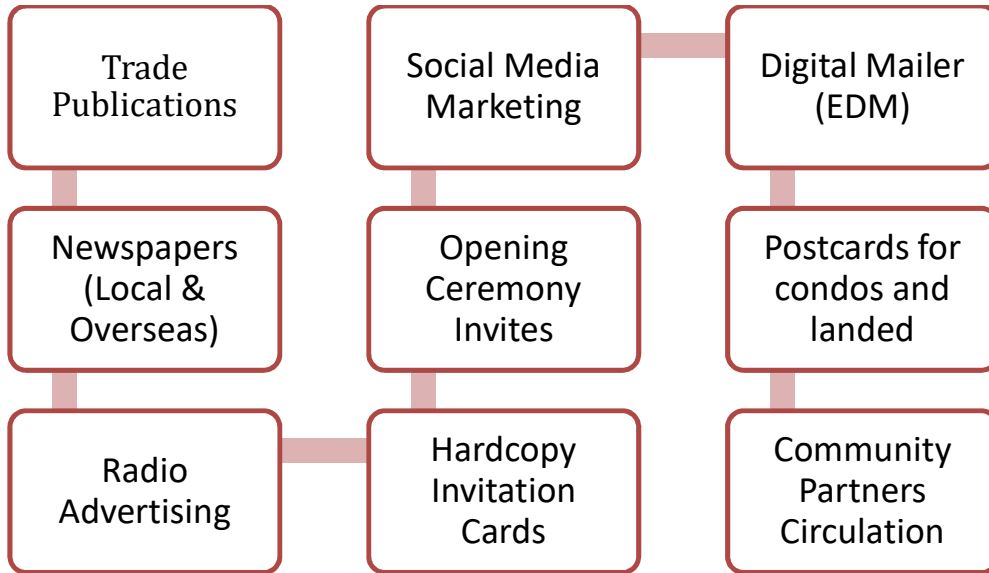 Trade
Publications
Newspapers
(Local &
Overseas)
Radio
Advertising
Hardcopy
Invitation
Cards
Opening
Ceremony
Invites
Social Media
Marketing
Digital Mailer
(EDM)
Postcards for
condos and
landed
Community
Partners
Circulation